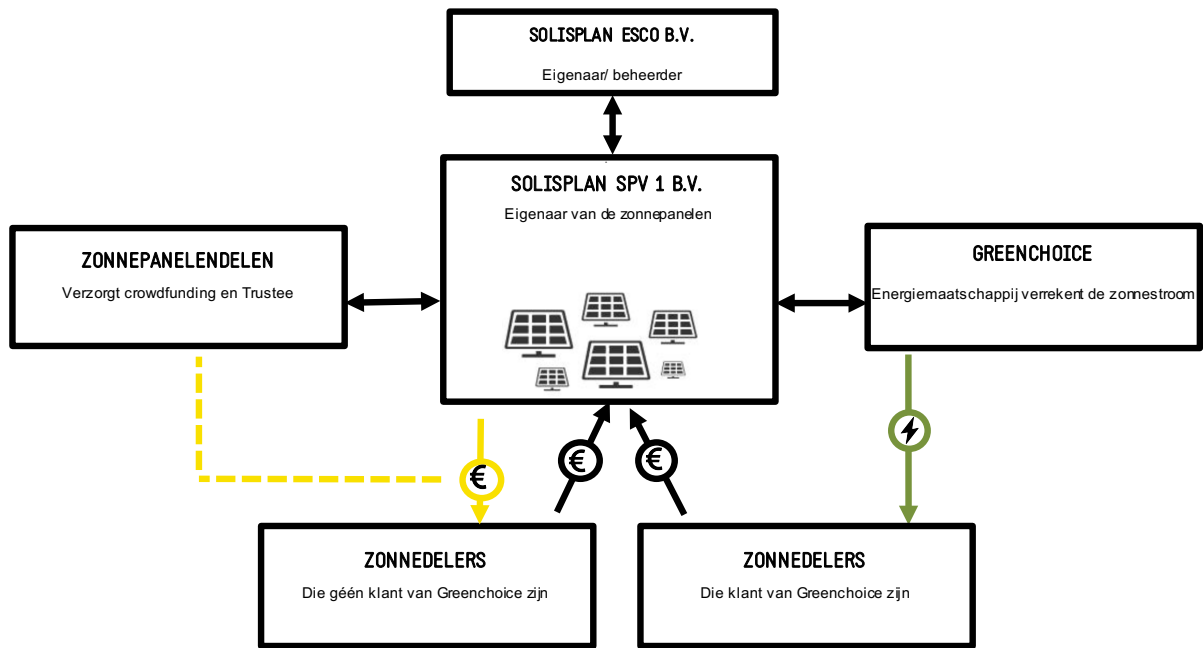 SOLISPLAN ESCO B.V.
Eigenaar/ beheerder
SOLISPLAN SPV 1 B.V.
Eigenaar van de zonnepanelen
ZONNEPANELENDELEN
Verzorgt crowdfunding en Trustee
GREENCHOICE
Energiemaatschappij verrekent de zonnestroom
€
€
€
ZONNEDELERS
Die géén klant van Greenchoice zijn
ZONNEDELERS
Die klant van Greenchoice zijn